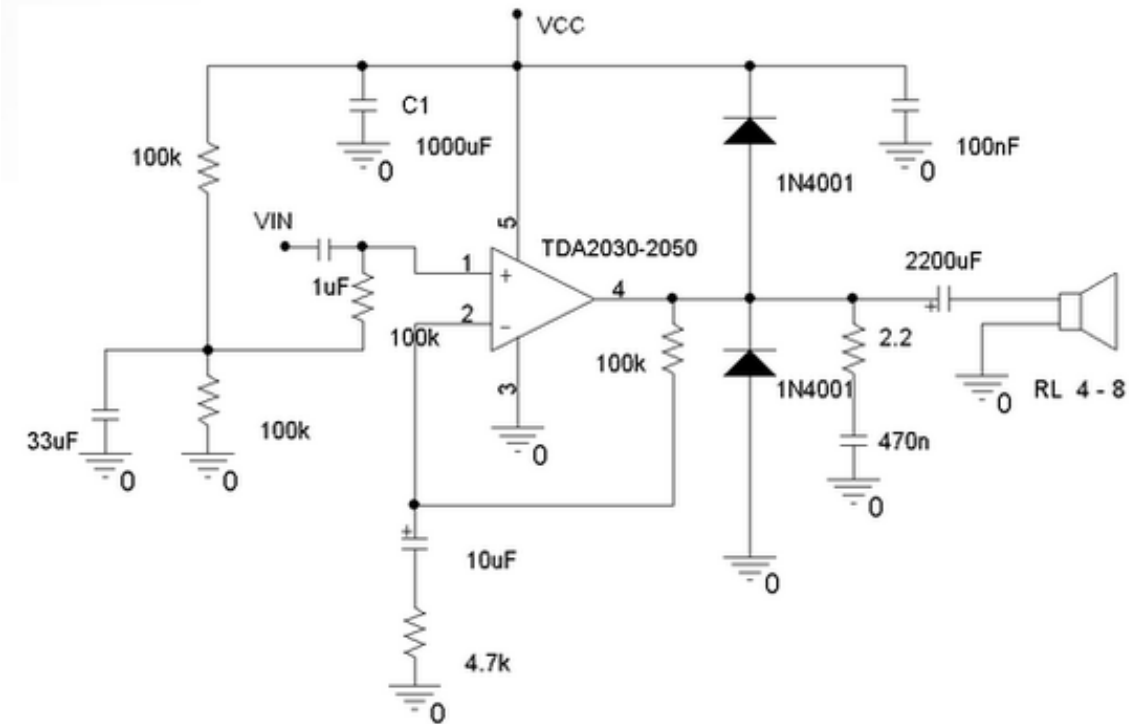 VCC
C1
1000uF
0
100k
100nF
0
1N4001
VIN
5
TDA2030-2050
1
+
1uF
2
-
4
2200uF
+
100k
100k
3
0
2.2
1N4001
0
RL 4 - 8
33uF
0
100k
0
470n
0
+
10uF
0
4.7k
0